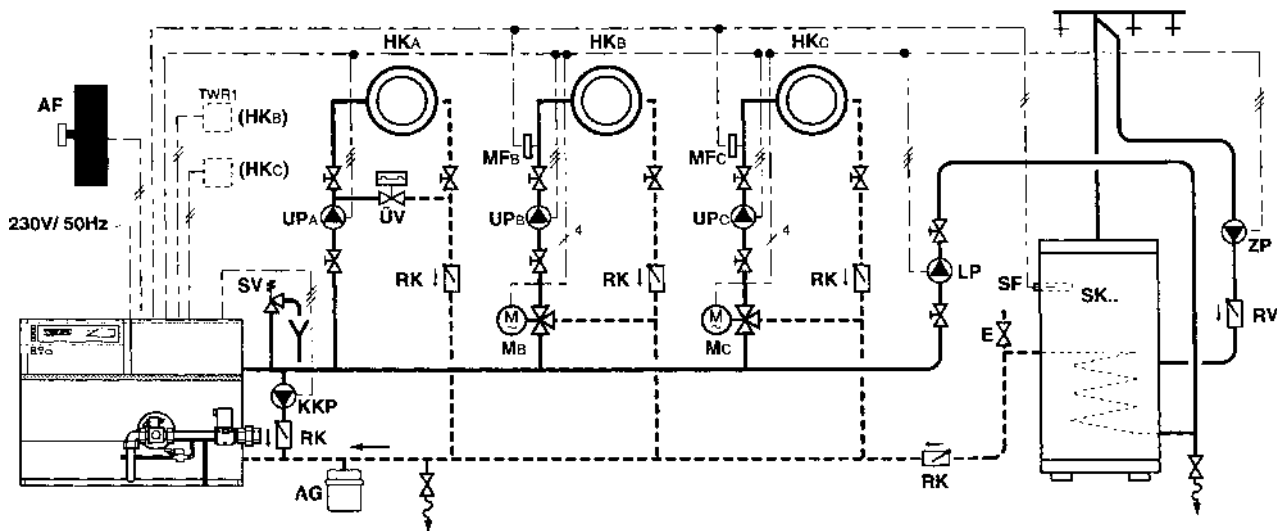 HKA
HKB
HKC
AF
TWR1
(HKB)
(HKC)
MFB
MFC
230V/ 50Hz
UPA
ÜV
UPB
UPC
4
4
ZP
SV
RK
RK
RK
LP
SF
SK..
RV
M
~
M
~
E
MB
MC
KKP
RK
AG
RK